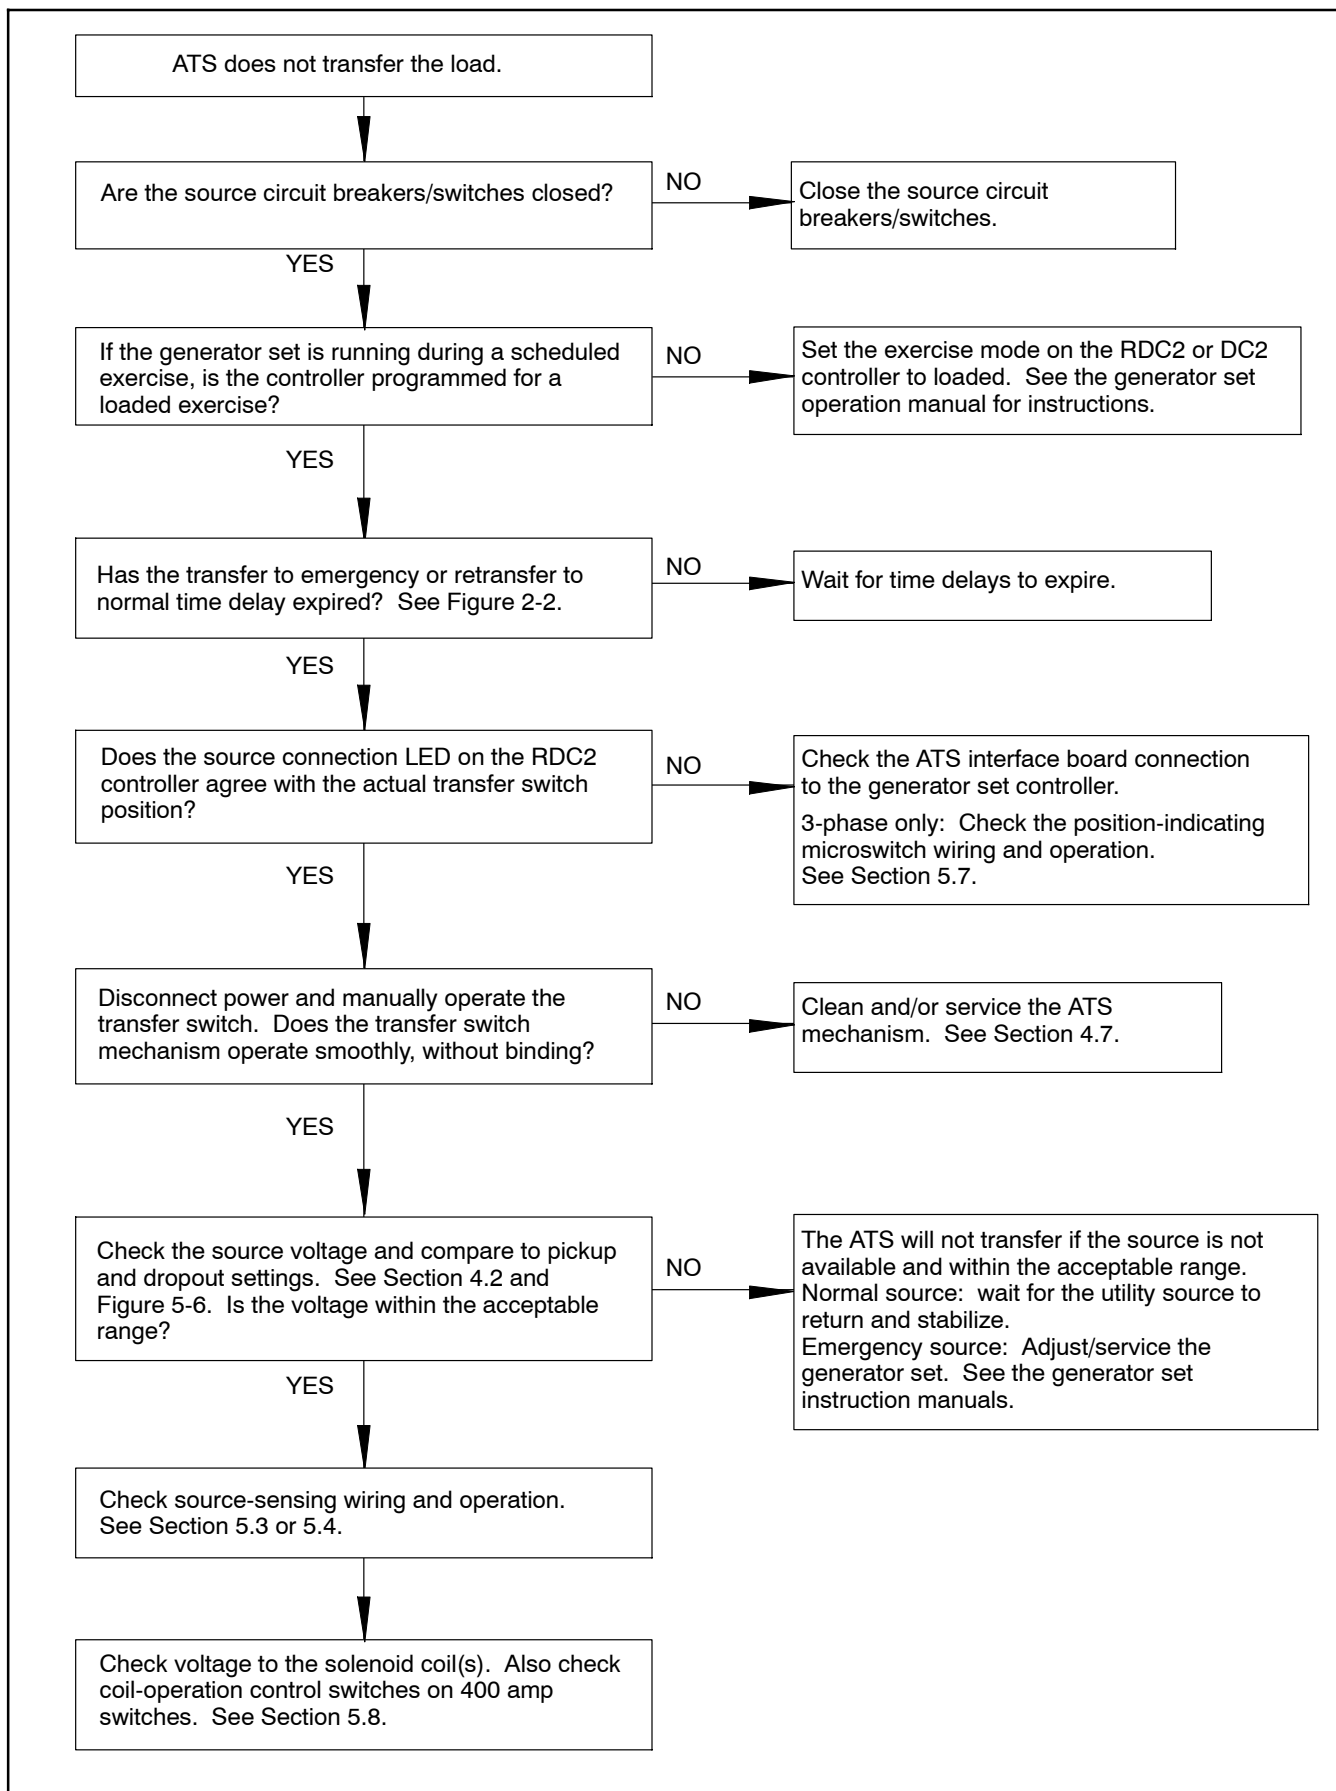 ATS does not transfer the load.
Are the source circuit breakers/switches closed?
NO
Close the source circuit
breakers/switches.
YES
If the generator set is running during a scheduled
exercise, is the controller programmed for a
loaded exercise?
NO
Set the exercise mode on the RDC2 or DC2
controller to loaded. See the generator set
operation manual for instructions.
YES
Has the transfer to emergency or retransfer to
normal time delay expired? See Figure 2-2.
NO
Wait for time delays to expire.
YES
Does the source connection LED on the RDC2
controller agree with the actual transfer switch
position?
NO
Check the ATS interface board connection
to the generator set controller.
3-phase only: Check the position-indicating
microswitch wiring and operation.
See Section 5.7.
YES
Disconnect power and manually operate the
transfer switch. Does the transfer switch
mechanism operate smoothly, without binding?
NO
Clean and/or service the ATS
mechanism. See Section 4.7.
YES
Check the source voltage and compare to pickup
and dropout settings. See Section 4.2 and
Figure 5-6. Is the voltage within the acceptable
range?
NO
The ATS will not transfer if the source is not
available and within the acceptable range.
Normal source: wait for the utility source to
return and stabilize.
Emergency source: Adjust/service the
generator set. See the generator set
instruction manuals.
YES
Check source-sensing wiring and operation.
See Section 5.3 or 5.4.
Check voltage to the solenoid coil(s). Also check
coil-operation control switches on 400 amp
switches. See Section 5.8.